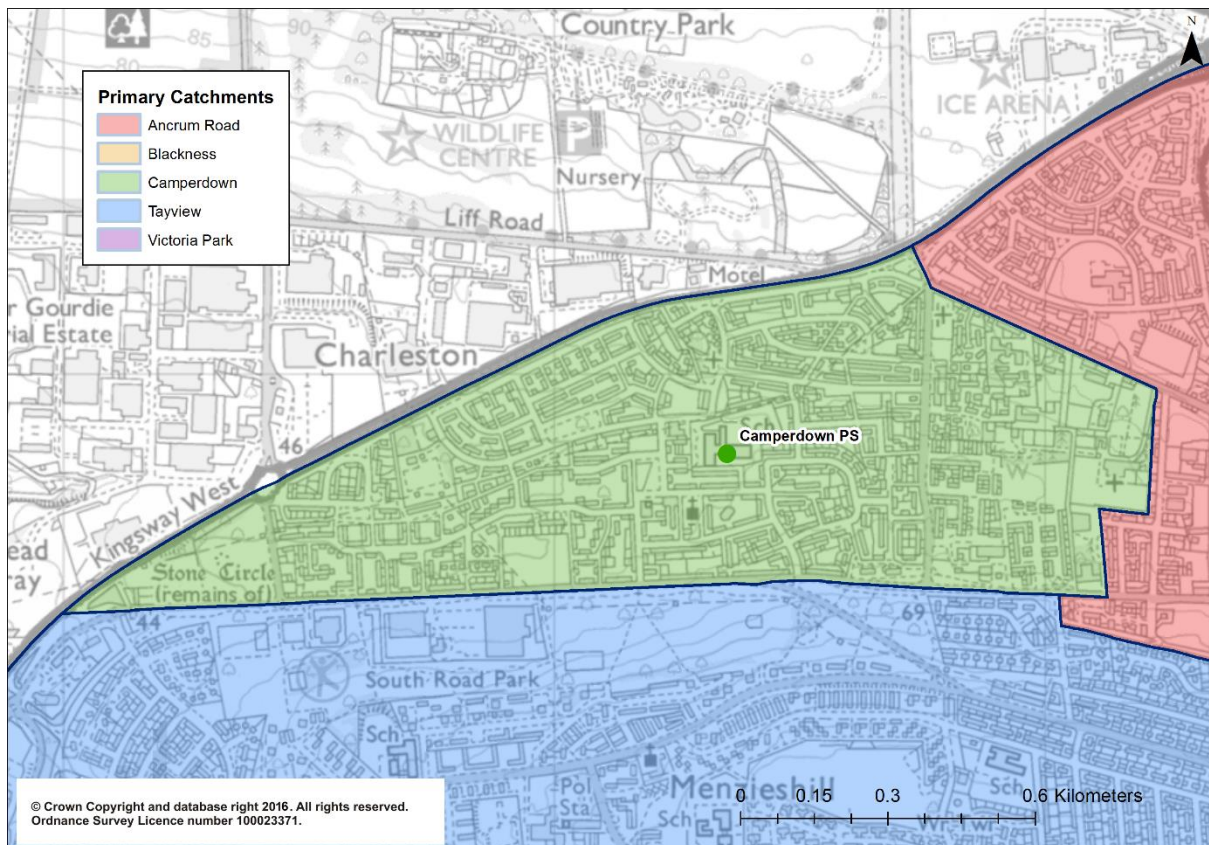 Country Park
N
85
90
80
Primary Catchments
Ancrum Road
Blackness
Camperdown
Tayview
Victoria Park
ICE ARENA
WILDLIFE
CENTRE
P
Nursery
Liff Road
Motel
Gourdie
Estate
Charleston
Sch
Camperdown PS
46
Kingsway West
Stone Circle
(remains of)
44
69
South Road Park
Sch
Menzieshill
Pol
Sta
Sch
Sch
© Crown Copyright and database right 2016. All rights reserved.
Ordnance Survey Licence number 100023371.
0 0.15 0.3 0.6 Kilometers